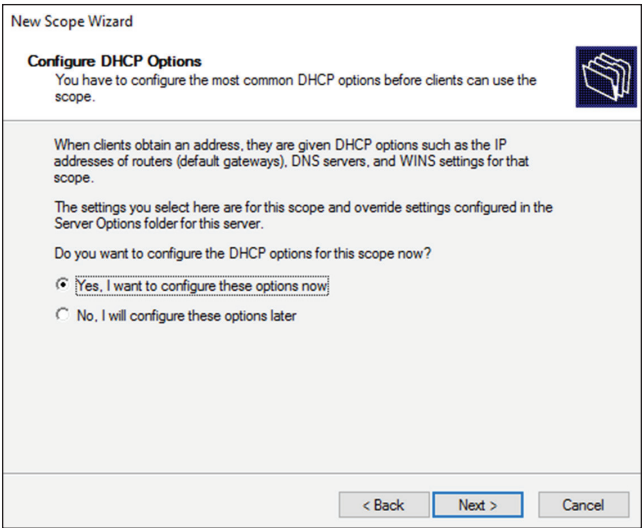 New Scope Wizard
Configure DHCP Options
You have to configure the most common DHCP options before clients can use the
scope.
When clients obtain an address, they are given DHCP options such as the IP
addresses of routers (default gateways), DNS servers, and WINS settings for that
scope.
The settings you select here are for this scope and override settings configured in the
Server Options folder for this server.
Do you want to configure the DHCP options for this scope now?
Yes, I want to configure these options now
No, I will configure these options later
< Back Next > Cancel